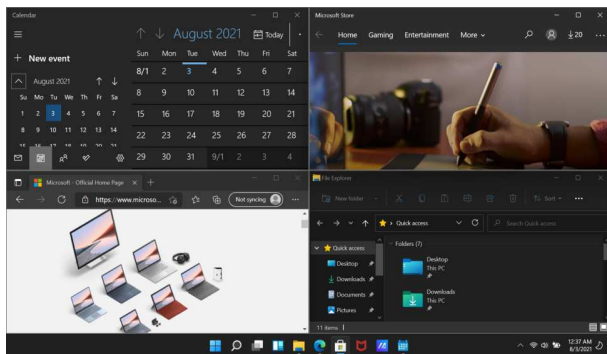 Calendar
August 2021
Today
+ New event
Sun Mon Tue Wed Thu Fri Sat
8/1 2 3 4 5 6 7
8 9 10 11 12 13 14
15 16 17 18 19 20 21
22 23 24 25 26 27 28
29 30 31 9/1 2 3 4
August 2021
Su Mo Tu We Th Fr Sa
1 2 3 4 5 6 7
8 9 10 11 12 13 14
Microsoft Store
Home Gaming Entertainment More
20
Microsoft - Official Home Page
https://www.microso...
Not syncing
File Explorer
New folder
Sort
Quick access
Search Quick access
Quick access
Desktop
Downloads
Documents
Pictures
Folders (7)
Desktop
This PC
Downloads
This PC
11 items
12:37 AM
8/3/2021